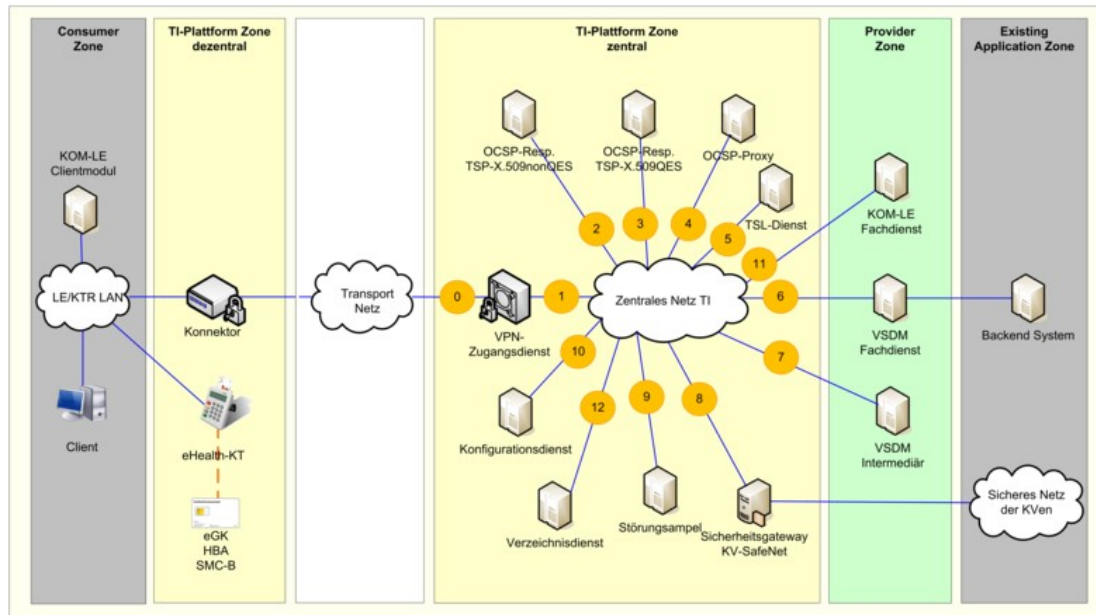 Consumer
Zone
TI-Plattform Zone
dezentral
TI-Plattform Zone
zentral
Provider
Zone
Existing
Application Zone
KOM-LE
Clientmodul
LE/KTR LAN
Client
Konnektor
eHealth-KT
eGK
HBA
SMC-B
Transport
Netz
0
VPN-
Zugangsdienst
1
OCSP-Resp.
TSP-X.509nonQES
2
OCSP-Resp.
TSP-X.509QES
3
OCSP-Proxy
4
TSL-Dienst
5
11
Zentrales Netz TI
6
7
8
9
10
12
Konfigurationsdienst
Verzeichnisdienst
Störungsampel
Sicherheitsgateway
KV-SafeNet
KOM-LE
Fachdienst
VSDM
Fachdienst
VSDM
Intermediär
Backend System
Sicheres Netz
der KVen